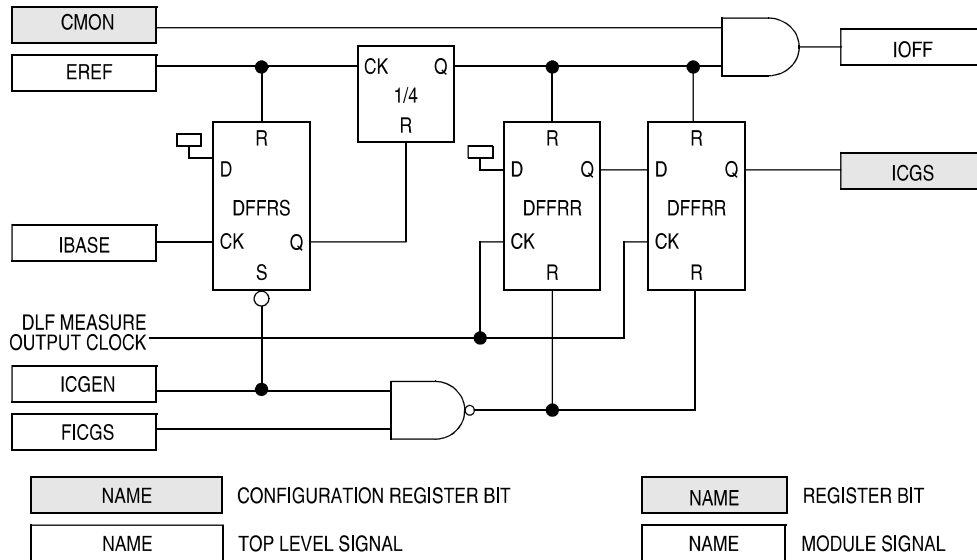 CMON
EREF
IOFF
CK Q
1/4
R
R
D
DFFRS
CK Q
S
R
D Q
DFFRR
CK
R
R
D Q
DFFRR
CK
R
ICGS
IBASE
DLF MEASURE
OUTPUT CLOCK
ICGEN
FICGS
NAME CONFIGURATION REGISTER BIT
NAME REGISTER BIT
NAME TOP LEVEL SIGNAL
NAME MODULE SIGNAL